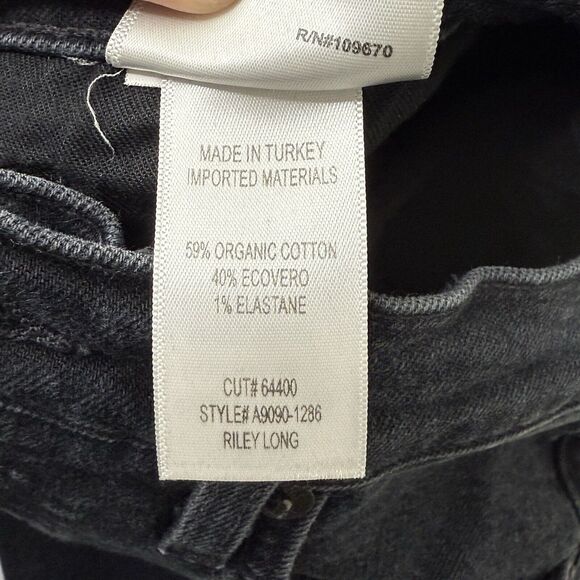 R/N#109670
MADE IN TURKEY
IMPORTED MATERIALS
59% ORGANIC COTTON
40% ECOVERO
1% ELASTANE
CUT# 64400
STYLE# A9090-1286
RILEY LONG